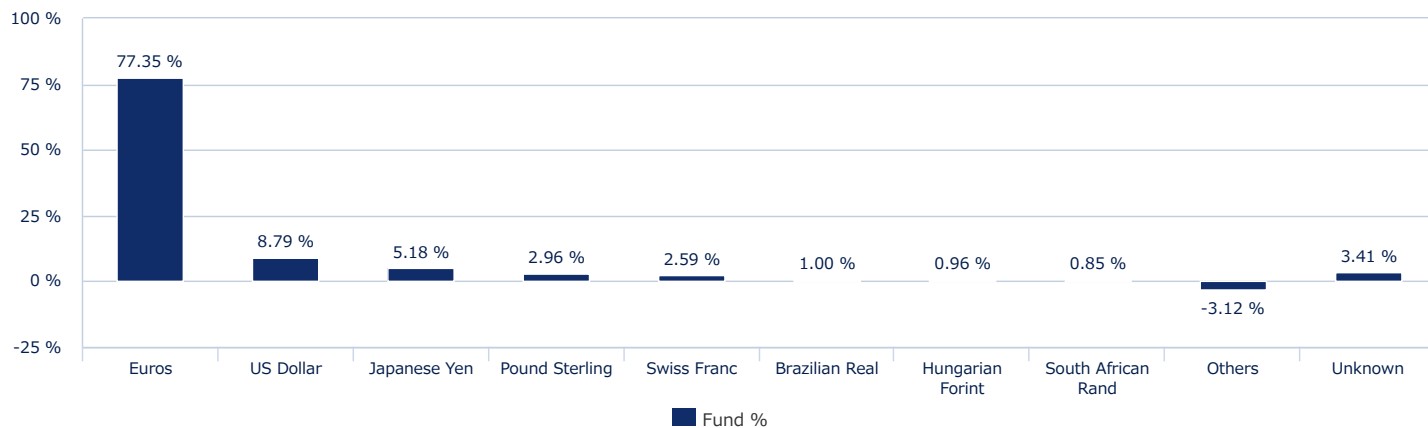 100 %
75 %
50 %
25 %
0 %
-25 %
77.35 %
8.79 %
5.18 %
2.96 %
2.59 %
1.00 %
0.96 %
0.85 %
-3.12 %
3.41 %
Euros
US Dollar
Japanese Yen
Pound Sterling
Swiss Franc
Brazilian Real
Hungarian
Forint
South African
Rand
Others
Unknown
Fund %